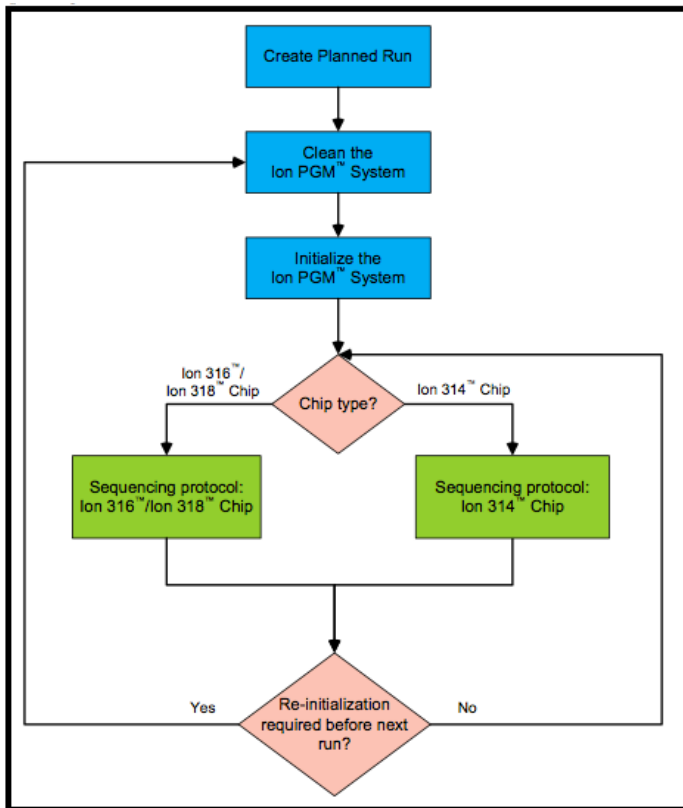 Create Planned Run
Clean the
Ion PGM™ System
Initialize the
Ion PGM™ System
Ion 316™/
Ion 318™ Chip
Chip type?
Ion 314™ Chip
Sequencing protocol:
Ion 316™/Ion 318™ Chip
Sequencing protocol:
Ion 314™ Chip
Yes
Re-initialization
required before next
run?
No